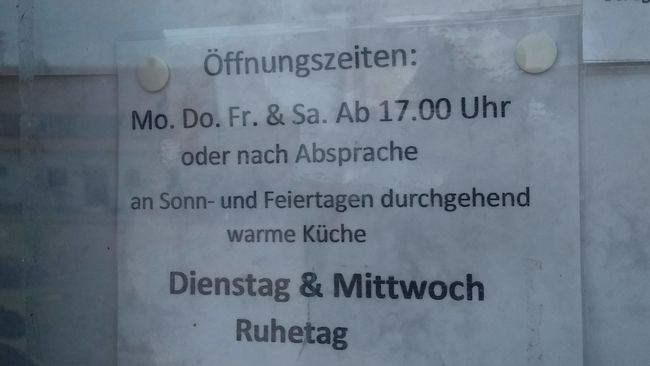 Öffnungszeiten:
Mo. Do. Fr. & Sa. Ab 17.00 Uhr
oder nach Absprache
an Sonn- und Feiertagen durchgehend
warme Küche
Dienstag & Mittwoch
Ruhetag